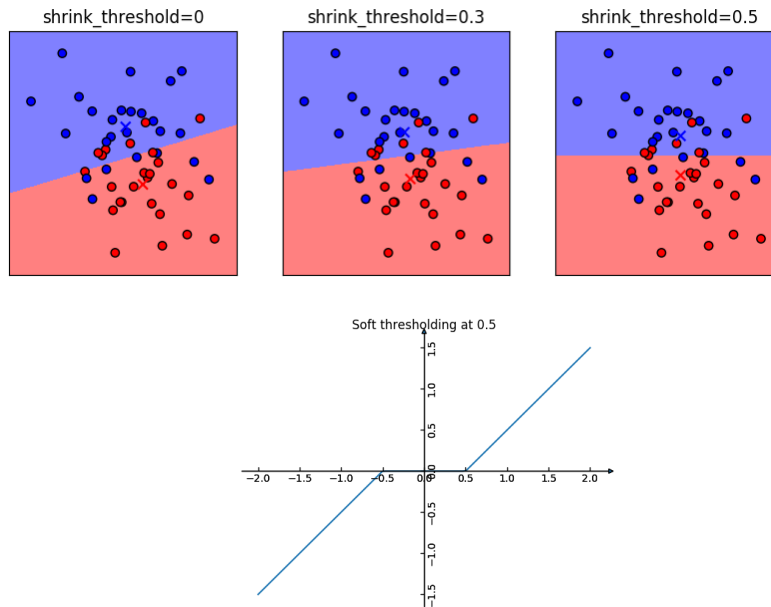 shrink_threshold=0 shrink_threshold=0.3 shrink_threshold=0.5
Soft thresholding at 0.5
1.5
1.0
0.5
0.0
−2.0 −1.5 −1.0 −0.5 0.0 0.5 1.0 1.5 2.0
−0.5
−1.0
−1.5